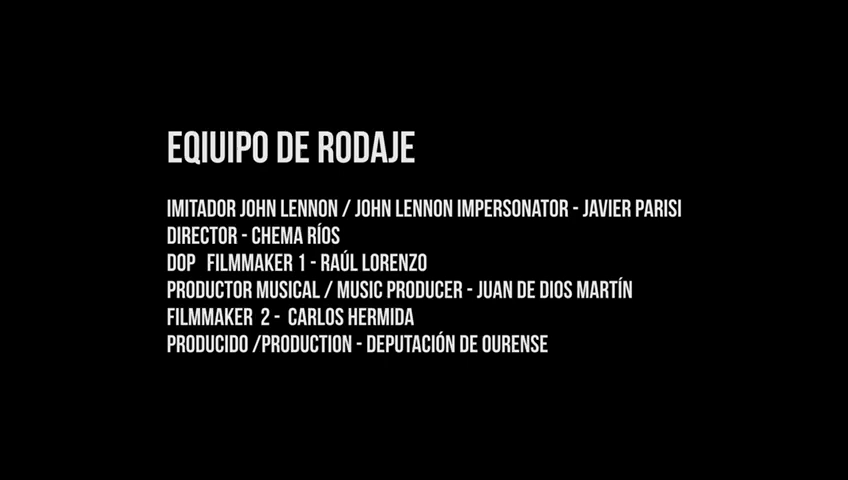 EQIUIPO DE RODAJE
IMITADOR JOHN LENNON / JOHN LENNON IMPERSONATOR - JAVIER PARISI
DIRECTOR - CHEMA RÍOS
DOP FILMMAKER 1 - RAÚL LORENZO
PRODUCTOR MUSICAL / MUSIC PRODUCER - JUAN DE DIOS MARTÍN
FILMMAKER 2 - CARLOS HERMIDA
PRODUCIDO /PRODUCTION - DEPUTACIÓN DE OURENSE